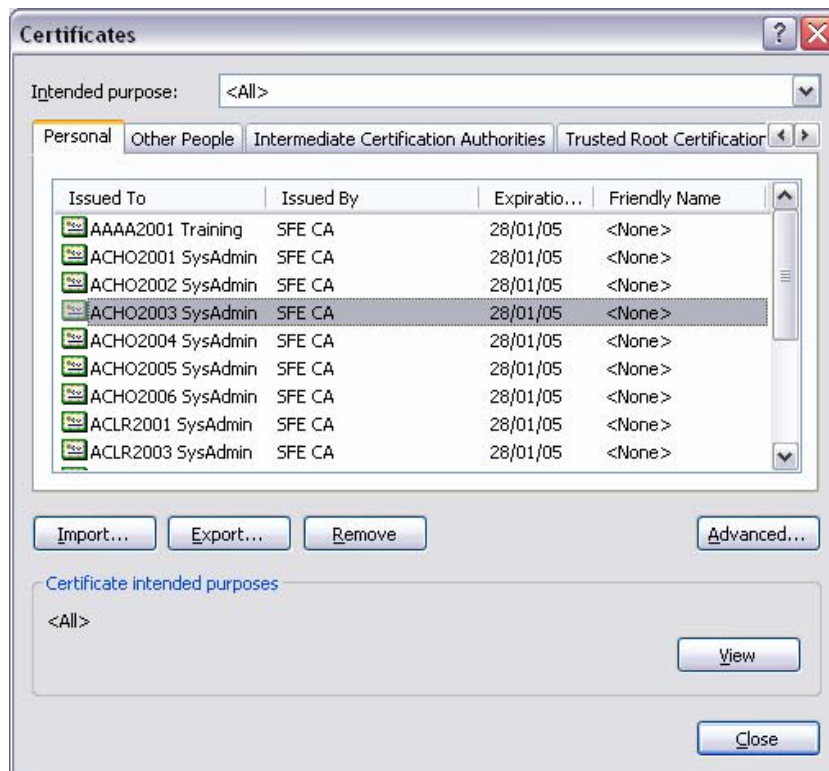 Certificates
Intended purpose: <All>
Personal Other People Intermediate Certification Authorities Trusted Root Certification
Issued To Issued By Expiratio... Friendly Name
AAAA2001 Training SFE CA 28/01/05 <None>
ACHO2001 SysAdmin SFE CA 28/01/05 <None>
ACHO2002 SysAdmin SFE CA 28/01/05 <None>
ACHO2003 SysAdmin SFE CA 28/01/05 <None>
ACHO2004 SysAdmin SFE CA 28/01/05 <None>
ACHO2005 SysAdmin SFE CA 28/01/05 <None>
ACHO2006 SysAdmin SFE CA 28/01/05 <None>
ACLR2001 SysAdmin SFE CA 28/01/05 <None>
ACLR2003 SysAdmin SFE CA 28/01/05 <None>
Import... Export... Remove Advanced...
Certificate intended purposes
<All>
View
Close